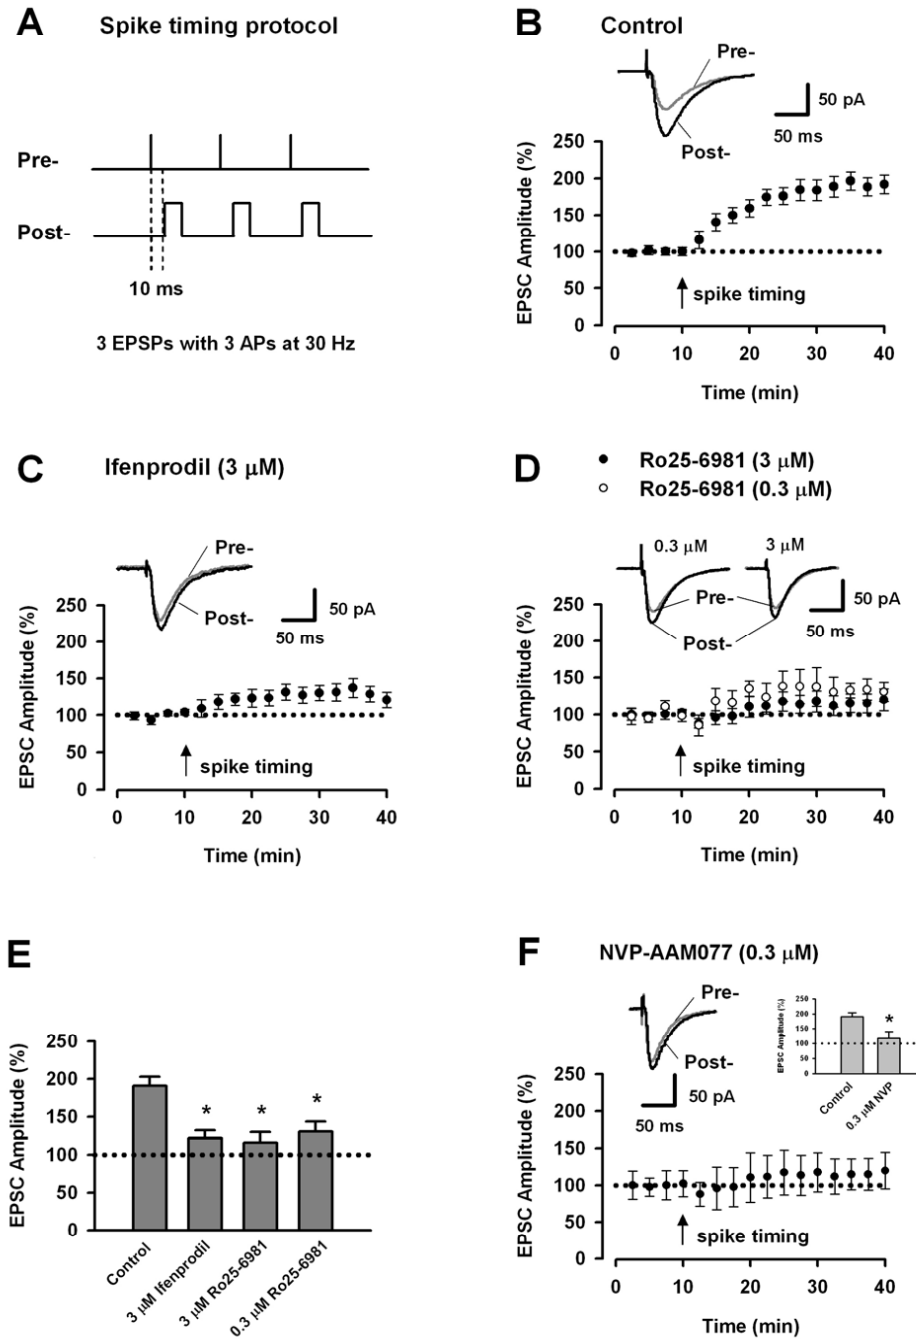 A Spike timing protocol
Pre-
Post-
10 ms
3 EPSPs with 3 APs at 30 Hz
B Control
Pre-
Post-
50 pA
50 ms
EPSC Amplitude (%)
250
200
150
100
50
0
spike timing
0 10 20 30 40
Time (min)
C Ifenprodil (3 μM)
Pre-
Post-
50 pA
50 ms
EPSC Amplitude (%)
250
200
150
100
50
0
spike timing
0 10 20 30 40
Time (min)
D Ro25-6981 (3 μM)
Ro25-6981 (0.3 μM)
0.3 μM 3 μM
Pre-
Post-
50 pA
50 ms
EPSC Amplitude (%)
250
200
150
100
50
0
spike timing
0 10 20 30 40
Time (min)
E
EPSC Amplitude (%)
250
200
150
100
50
0
* * *
Control
3 μM Ifenprodil
3 μM Ro25-6981
0.3 μM Ro25-6981
F NVP-AAM077 (0.3 μM)
Pre-
Post-
50 pA
50 ms
EPSC Amplitude (%)
250
200
150
100
50
0
*
Control
0.3 μM NVP
EPSC Amplitude (%)
250
200
150
100
50
0
spike timing
0 10 20 30 40
Time (min)